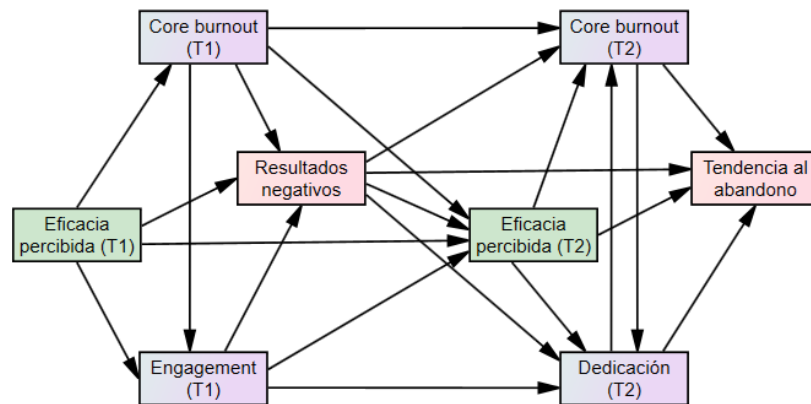 Core burnout
(T1)
Core burnout
(T2)
Resultados
negativos
Tendencia al
abandono
Eficacia
percibida (T1)
Eficacia
percibida (T2)
Engagement
(T1)
Dedicación
(T2)